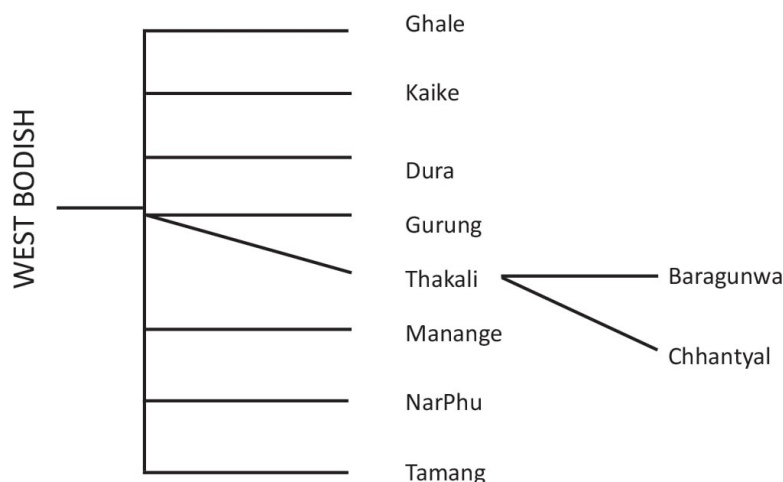 WEST BODISH
Ghale
Kaike
Dura
Gurung
Thakali
Baragunwa
Chhantyal
Manange
NarPhu
Tamang